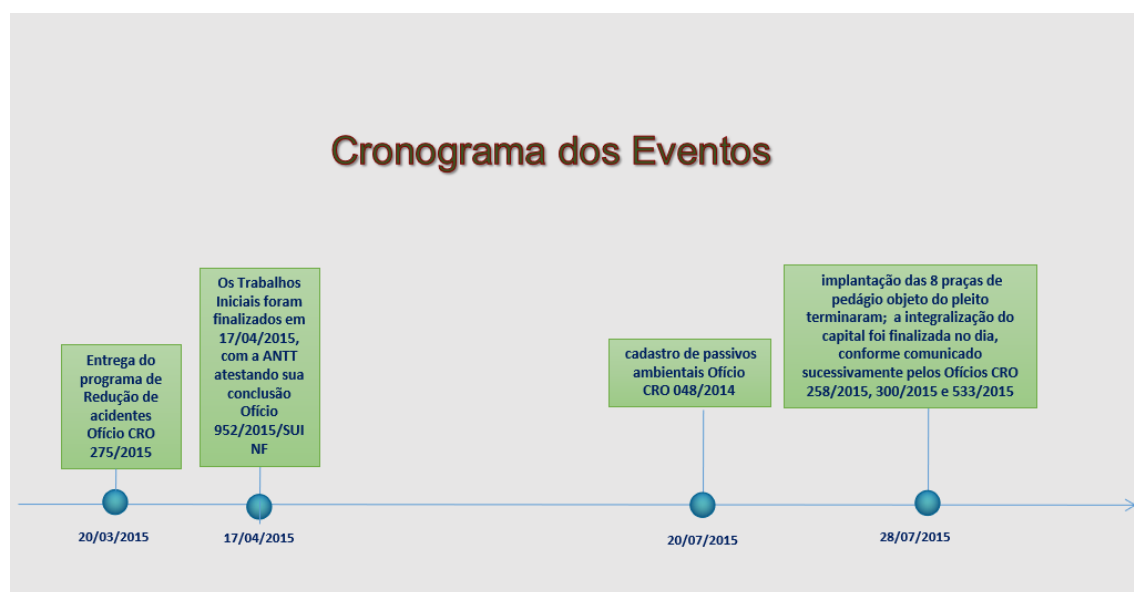 Cronograma dos Eventos
Entrega do
programa de
Redução de
acidentes
Ofício CRO
275/2015
Os Trabalhos
Iniciais foram
finalizados em
17/04/2015,
com a ANTT
atestando sua
conclusão
Ofício
952/2015/SUI
NF
cadastro de passivos
ambientais Ofício
CRO 048/2014
implantação das 8 praças de
pedágio objeto do pleito
terminaram;  a integralização do
capital foi finalizada no dia,
conforme comunicado
sucessivamente pelos Ofícios CRO
258/2015, 300/2015 e 533/2015
20/03/2015
17/04/2015
20/07/2015
28/07/2015